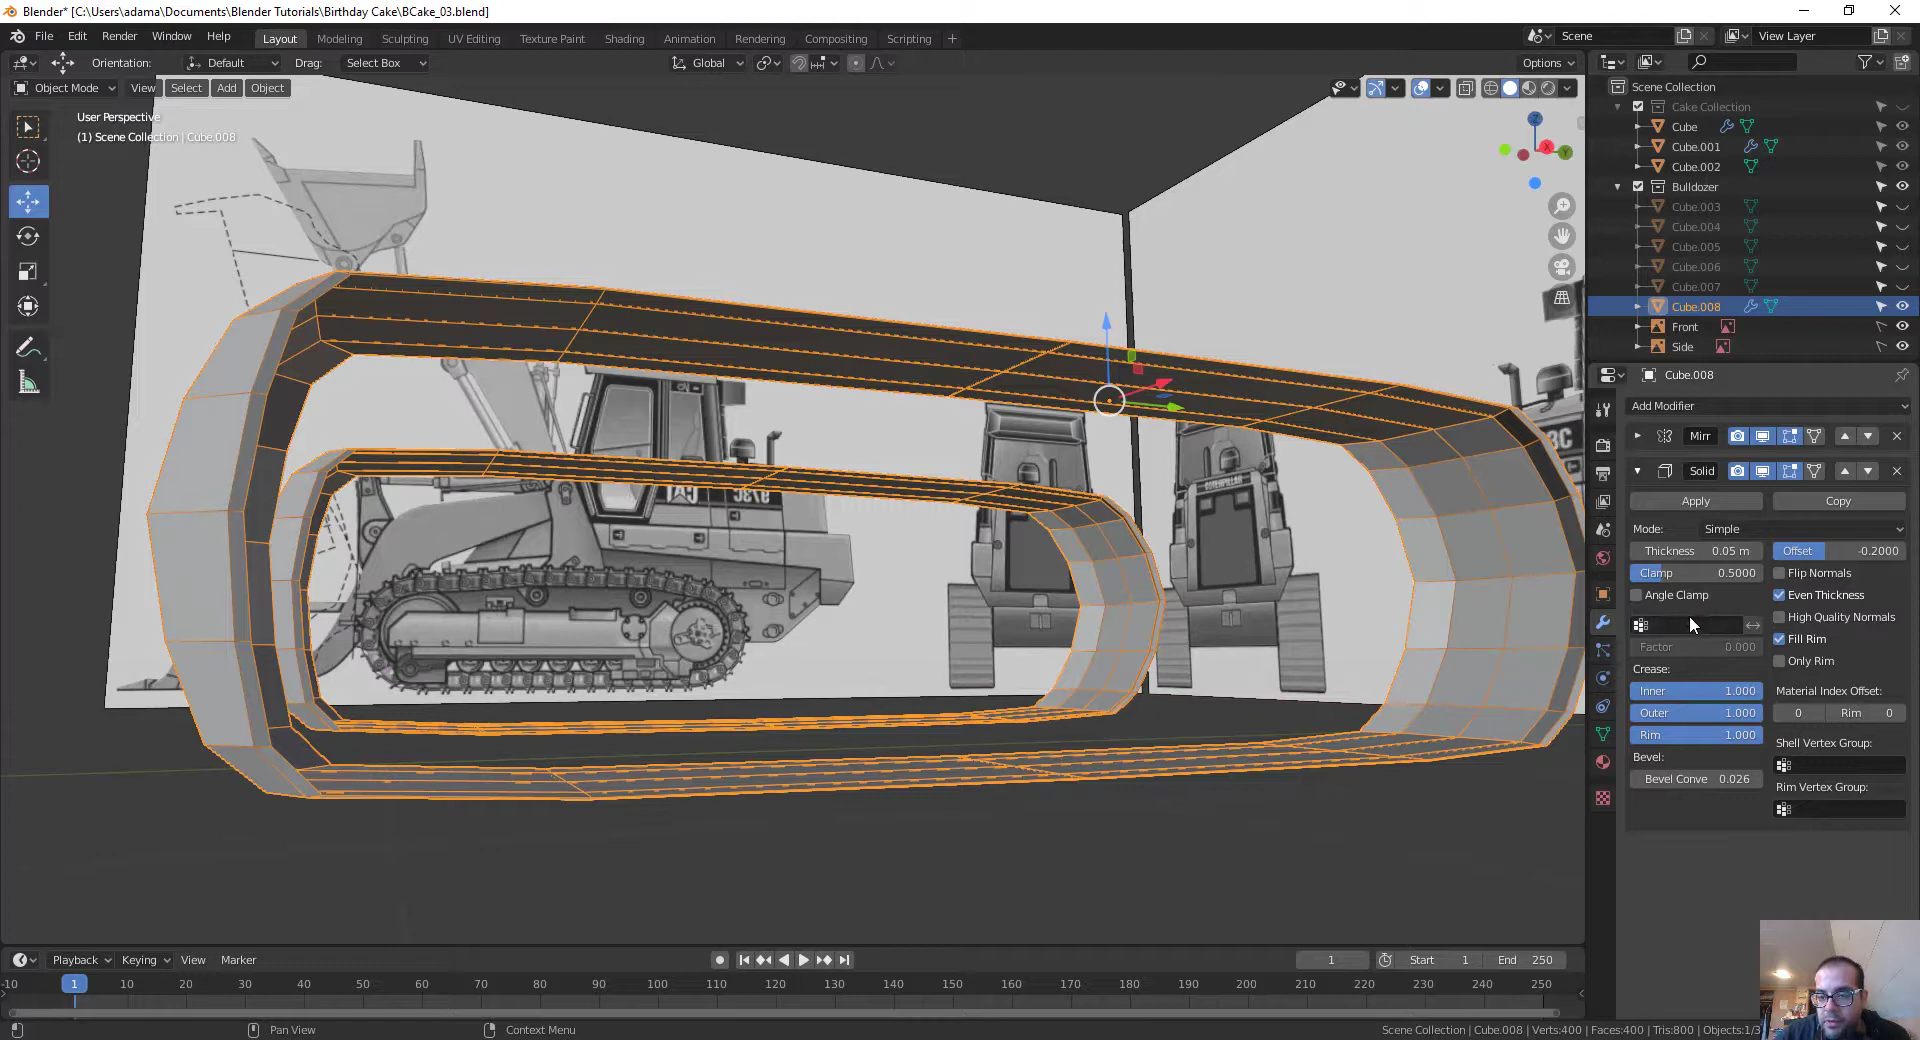 Blender* [C:\Users\adama\Documents\Blender Tutorials\Birthday Cake\BCake_03.blend]
File Edit Render Window Help Layout Modeling Sculpting UV Editing Texture Paint Shading Animation Rendering Compositing Scripting + Scene View Layer
Orientation: Default Drag: Select Box Global Options
Object Mode View Select Add Object
User Perspective
(1) Scene Collection | Cube.008
Z
X
Y
Scene Collection
Cake Collection
Cube
Cube.001
Cube.002
Bulldozer
Cube.003
Cube.004
Cube.005
Cube.006
Cube.007
Cube.008
Front
Side
Cube.008
Add Modifier
Mirr
Solid
Apply Copy
Mode: Simple
Thickness 0.05 m Offset -0.2000
Clamp 0.5000 Flip Normals
Angle Clamp Even Thickness
High Quality Normals
Factor 0.000 Fill Rim
Crease: Only Rim
Inner 1.000 Material Index Offset:
Outer 1.000 0 Rim 0
Rim 1.000 Shell Vertex Group:
Bevel:
Bevel Conve 0.026 Rim Vertex Group:
CAT 973C
CATERPILLAR
73C
Playback Keying View Marker 1 Start 1 End 250
-10 1 10 20 30 40 50 60 70 80 90 100 110 120 130 140 150 160 170 180 190 200 210 220 230 240 250
Pan View Context Menu Scene Collection | Cube.008 | Verts:400 | Faces:400 | Tris:800 | Objects:1/3